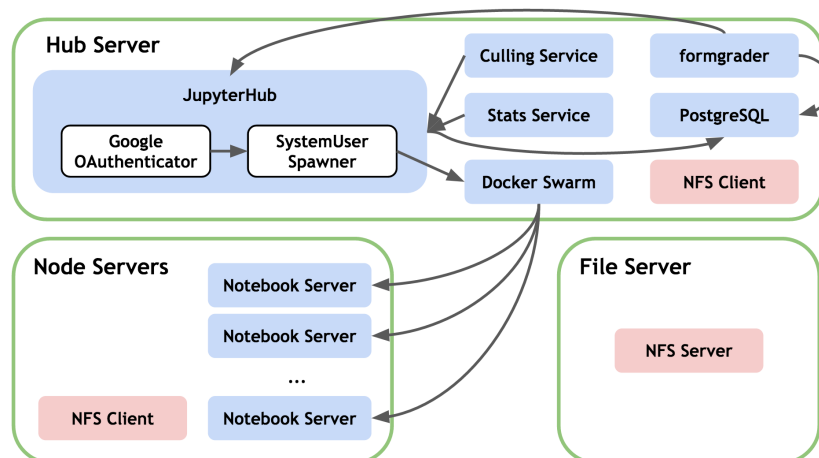 Hub Server
Culling Service
formgrader
JupyterHub
Stats Service
PostgreSQL
Google
OAuthenticator
SystemUser
Spawner
Docker Swarm
NFS Client
Node Servers
Notebook Server
Notebook Server
...
NFS Client
Notebook Server
File Server
NFS Server